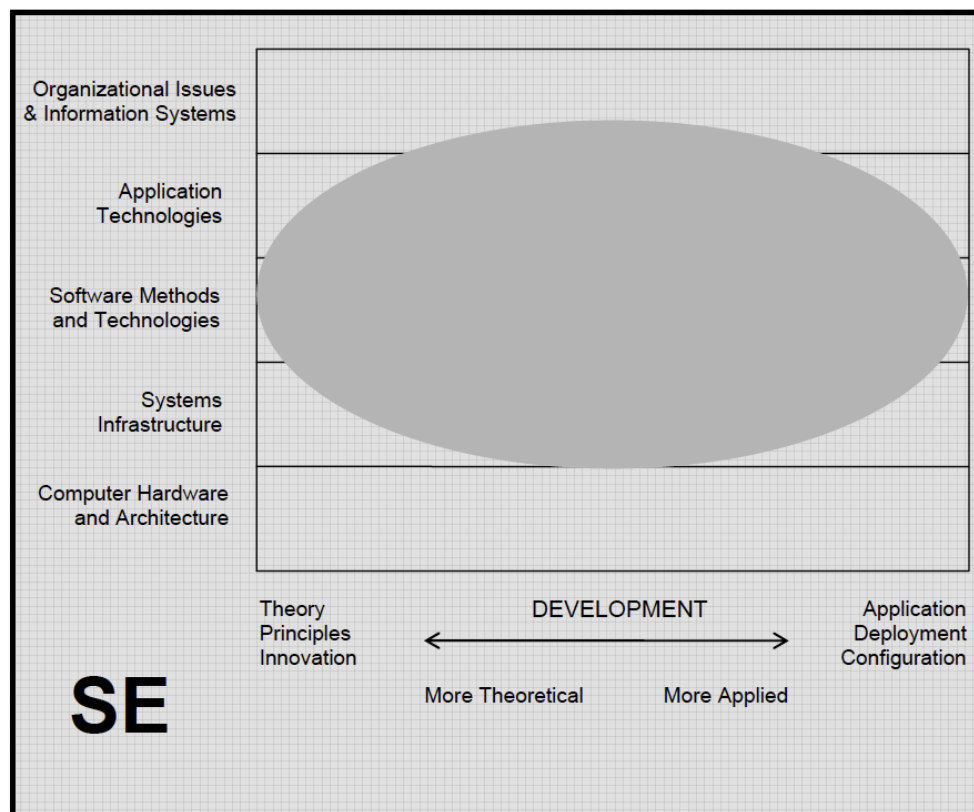 Organizational Issues
& Information Systems
Application
Technologies
Software Methods
and Technologies
Systems
Infrastructure
Computer Hardware
and Architecture
Theory
Principles
Innovation
DEVELOPMENT
Application
Deployment
Configuration
More Theoretical
More Applied
SE